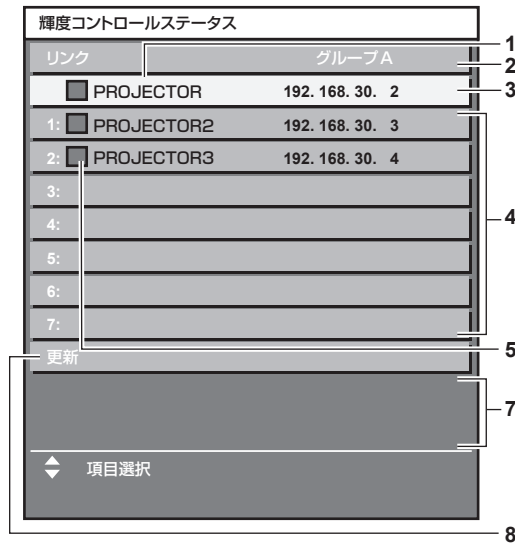 輝度コントロールステータス
リンク グループA
PROJECTOR 192. 168. 30. 2
1: PROJECTOR2 192. 168. 30. 3
2: PROJECTOR3 192. 168. 30. 4
3:
4:
5:
6:
7:
更新
項目選択
1
2
3
4
5
7
8